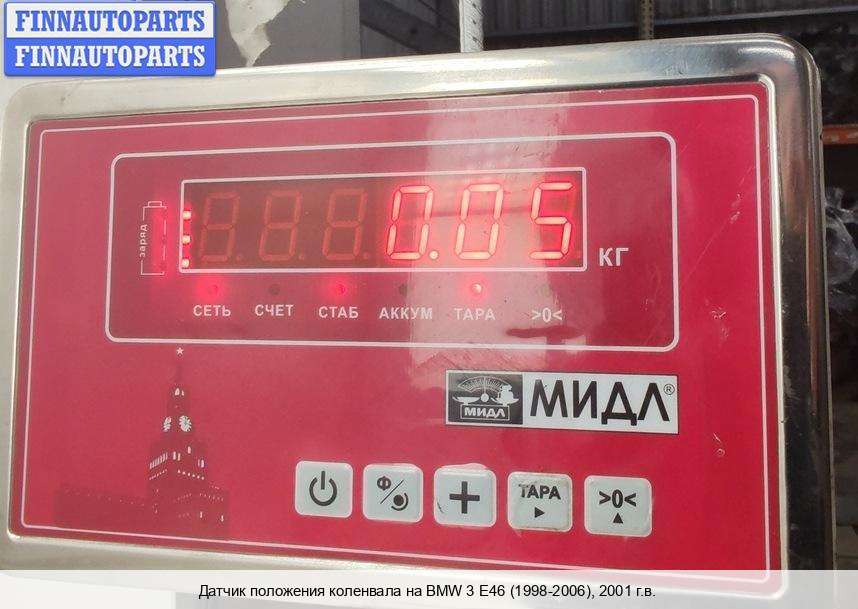 FINNAUTOPARTS
FINNAUTOPARTS
заряд
0.05
КГ
СЕТЬ СЧЕТ СТАБ АККУМ ТАРА >0<
МИДЛ МИДЛ®
Ф
+
ТАРА
>0<
Датчик положения коленвала на BMW 3 E46 (1998-2006), 2001 г.в.